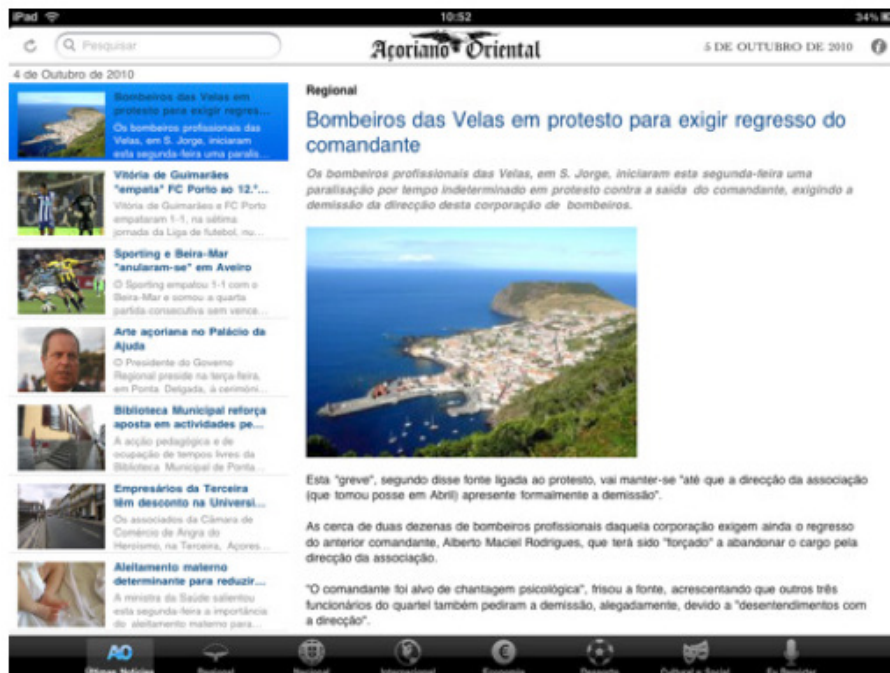 iPad
10:52
34%
Pesquisar
Açoriano Oriental
5 DE OUTUBRO DE 2010
4 de Outubro de 2010
Bombeiros das Velas em
protesto para exigir regres...
Os bombeiros profissionais das
Velas, em S. Jorge, iniciaram
esta segunda-feira uma paralis...
Vitória de Guimarães
"empata" FC Porto ao 12.º...
Vitória de Guimarães e FC Porto
empataram 1-1, na sétima
jornada da Liga de futebol, nu...
Sporting e Beira-Mar
"anularam-se" em Aveiro
O Sporting empatou 1-1 com o
Beira-Mar e somou a quarta
partida consecutiva sem vence...
Arte açoriana no Palácio da
Ajuda
O Presidente do Governo
Regional preside na terça-feira,
em Ponta Delgada, à cerimóni...
Biblioteca Municipal reforça
aposta em actividades pe...
A acção pedagógica e de
ocupação de tempos livres da
Biblioteca Municipal de Ponta...
Empresários da Terceira
têm desconto na Universi...
Os associados da Câmara de
Comércio de Angra do
Heroísmo, na Terceira, Açores...
Aleitamento materno
determinante para reduzir...
A ministra da Saúde salientou
esta segunda-feira a importância
do aleitamento materno para...
Regional
Bombeiros das Velas em protesto para exigir regresso do
comandante
Os bombeiros profissionais das Velas, em S. Jorge, iniciaram esta segunda-feira uma
paralisação por tempo indeterminado em protesto contra a saída do comandante, exigindo a
demissão da direcção desta corporação de bombeiros.
Esta "greve", segundo disse fonte ligada ao protesto, vai manter-se "até que a direcção da associação
(que tomou posse em Abril) apresente formalmente a demissão".
As cerca de duas dezenas de bombeiros profissionais daquela corporação exigem ainda o regresso
do anterior comandante, Alberto Maciel Rodrigues, que terá sido "forçado" a abandonar o cargo pela
direcção da associação.
"O comandante foi alvo de chantagem psicológica", frisou a fonte, acrescentando que outros três
funcionários do quartel também pediram a demissão, alegadamente, devido a "desentendimentos com
a direcção".
AO
Últimas Notícias
Regional
Nacional
Internacional
Economia
Desporto
Cultural e Social